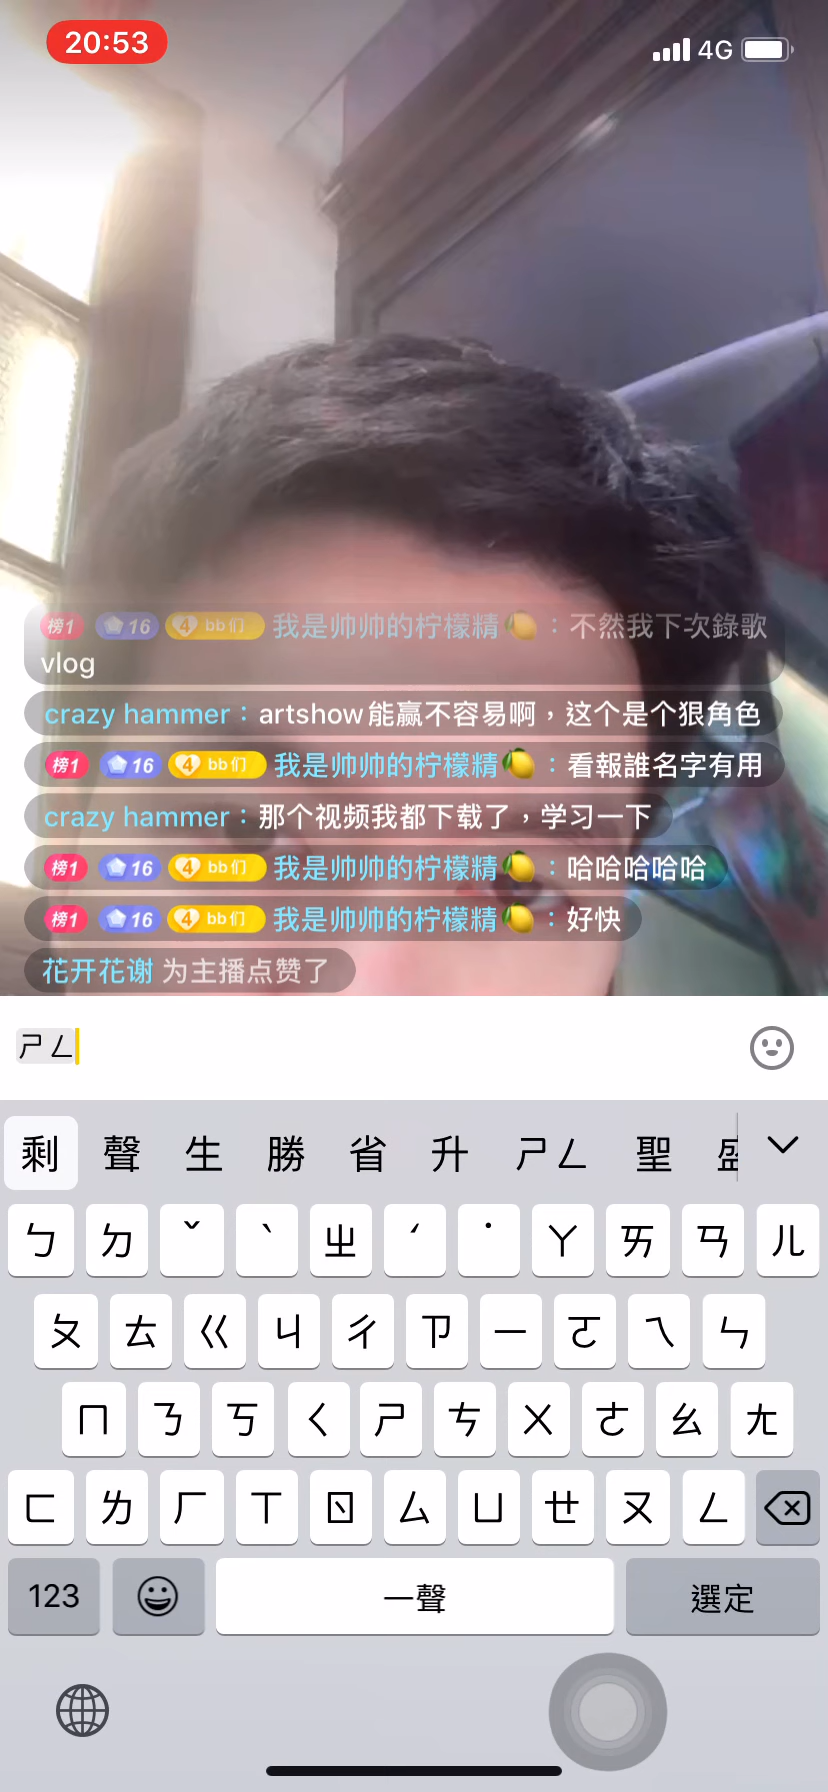 20:53 4G
榜1 16 4 bb们 我是帅帅的柠檬精🍋：不然我下次錄歌
vlog
crazy hammer：artshow能赢不容易啊，这个是个狠角色
榜1 16 4 bb们 我是帅帅的柠檬精🍋：看報誰名字有用
crazy hammer：那个视频我都下载了，学习一下
榜1 16 4 bb们 我是帅帅的柠檬精🍋：哈哈哈哈哈
榜1 16 4 bb们 我是帅帅的柠檬精🍋：好快
花开花谢 为主播点赞了
ㄕㄥ
剩 聲 生 勝 省 升 ㄕㄥ 聖 盛
ㄅ ㄉ ˇ ˋ ㄓ ˊ ˙ ㄚ ㄞ ㄢ ㄦ
ㄆ ㄊ ㄍ ㄐ ㄔ ㄗ ㄧ ㄛ ㄟ ㄣ
ㄇ ㄋ ㄎ ㄑ ㄕ ㄘ ㄨ ㄜ ㄠ ㄤ
ㄈ ㄌ ㄏ ㄒ ㄖ ㄙ ㄩ ㄝ ㄡ ㄥ
123 一聲 選定